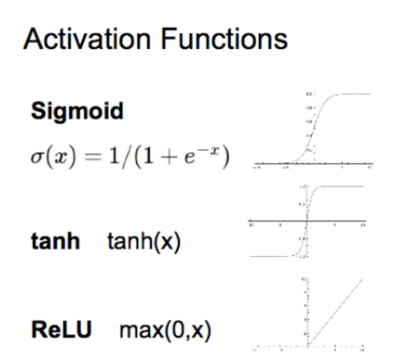 Activation Functions
Sigmoid
σ(x) = 1/(1 + e⁻ˣ)
tanh tanh(x)
ReLU max(0,x)